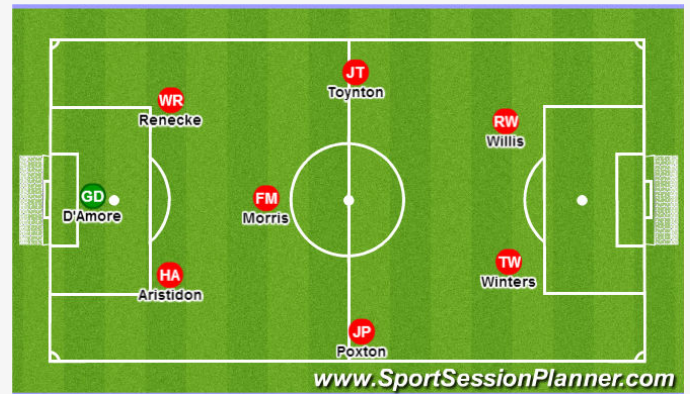 JT
Toynton
WR
Renecke
RW
Willis
GD
D'Amore
FM
Morris
TW
Winters
HA
Aristidon
JP
Poxton
www.SportSessionPlanner.com